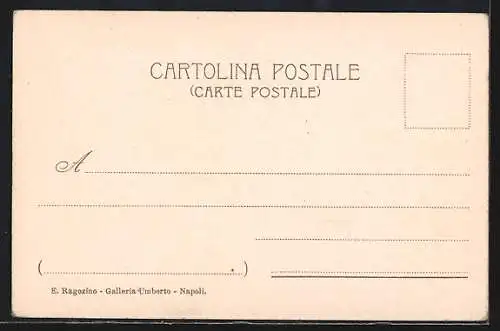 CARTOLINA POSTALE
(CARTE POSTALE)
A
( )
E. Ragozino - Galleria Umberto - Napoli.